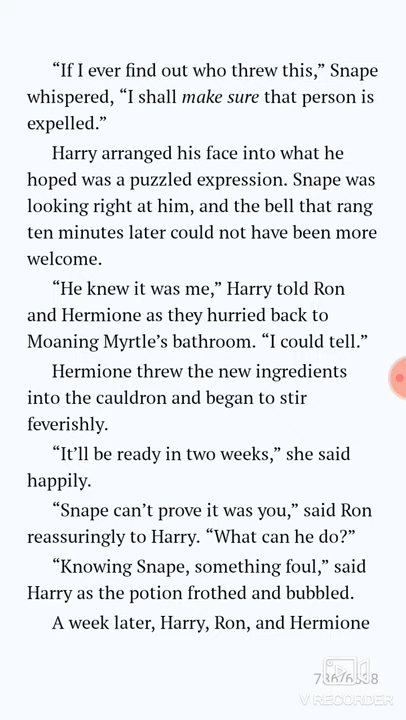 “If I ever find out who threw this,” Snape
whispered, “I shall make sure that person is
expelled.”
Harry arranged his face into what he
hoped was a puzzled expression. Snape was
looking right at him, and the bell that rang
ten minutes later could not have been more
welcome.
“He knew it was me,” Harry told Ron
and Hermione as they hurried back to
Moaning Myrtle’s bathroom. “I could tell.”
Hermione threw the new ingredients
into the cauldron and began to stir
feverishly.
“It’ll be ready in two weeks,” she said
happily.
“Snape can’t prove it was you,” said Ron
reassuringly to Harry. “What can he do?”
“Knowing Snape, something foul,” said
Harry as the potion frothed and bubbled.
A week later, Harry, Ron, and Hermione
V RECORDER